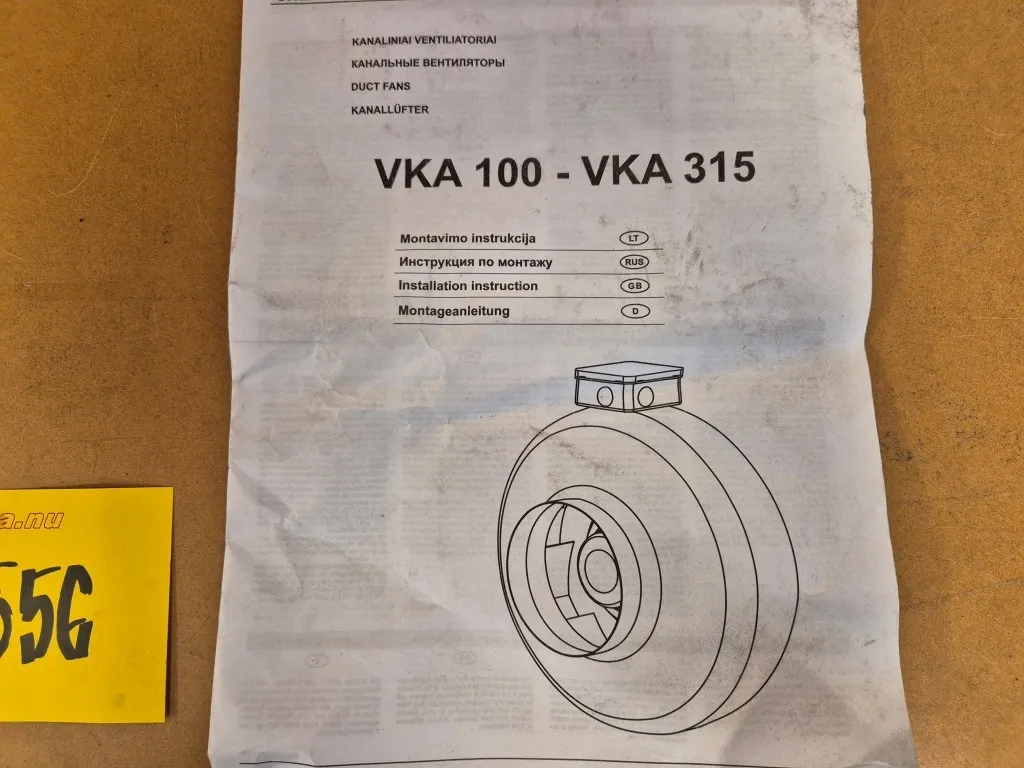 KANALINIAI VENTILIATORIAI
КАНАЛЬНЫЕ ВЕНТИЛЯТОРЫ
DUCT FANS
KANALLÜFTER
VKA 100 - VKA 315
Montavimo instrukcija LT
Инструкция по монтажу RUS
Installation instruction GB
Montageanleitung D
a.nu
556